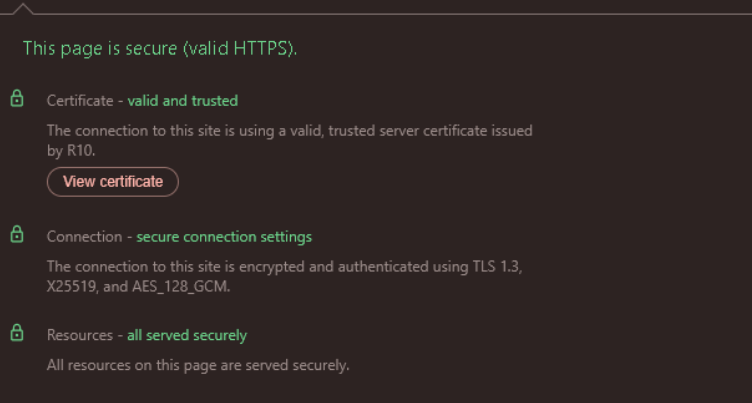 This page is secure (valid HTTPS).
Certificate - valid and trusted
The connection to this site is using a valid, trusted server certificate issued
by R10.
View certificate
Connection - secure connection settings
The connection to this site is encrypted and authenticated using TLS 1.3,
X25519, and AES_128_GCM.
Resources - all served securely
All resources on this page are served securely.